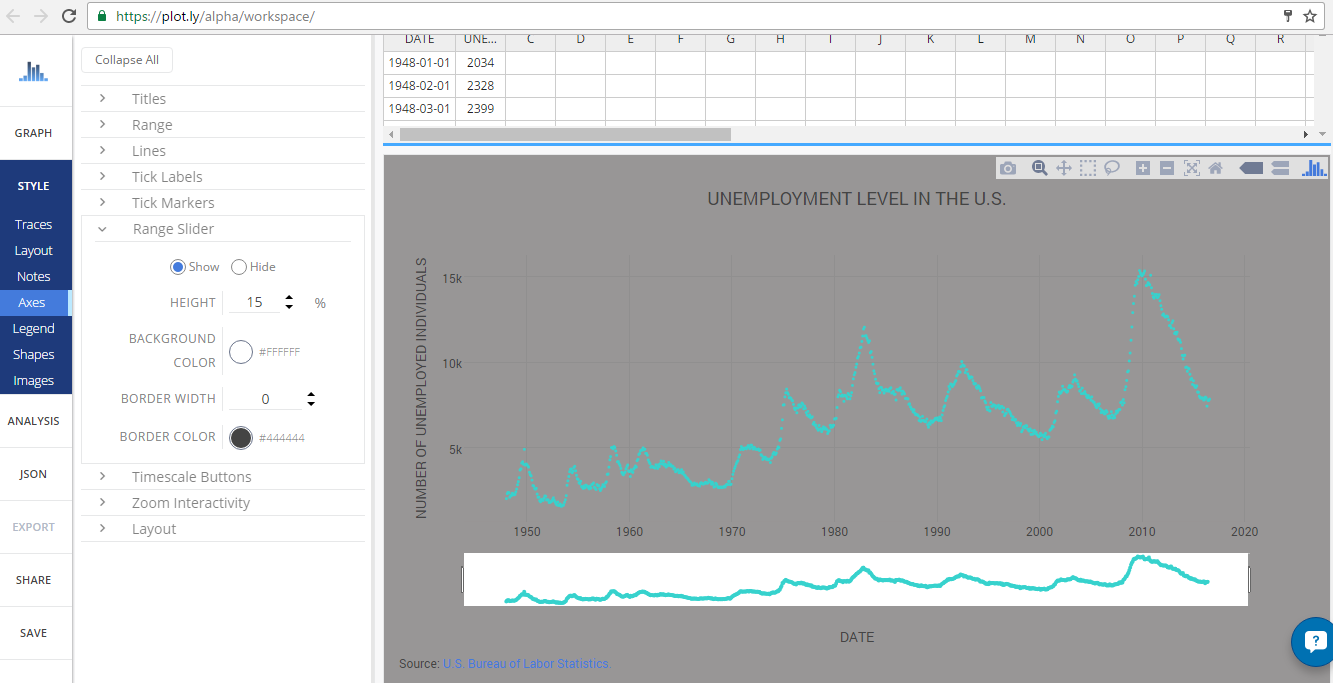 https://plot.ly/alpha/workspace/
GRAPH
STYLE
Traces
Layout
Notes
Axes
Legend
Shapes
Images
ANALYSIS
JSON
EXPORT
SHARE
SAVE
Collapse All
Titles
Range
Lines
Tick Labels
Tick Markers
Range Slider
Show Hide
HEIGHT 15 %
BACKGROUND
COLOR #FFFFFF
BORDER WIDTH 0
BORDER COLOR #444444
Timescale Buttons
Zoom Interactivity
Layout
DATE UNE... C D E F G H I J K L M N O P Q R
1948-01-01 2034
1948-02-01 2328
1948-03-01 2399
UNEMPLOYMENT LEVEL IN THE U.S.
NUMBER OF UNEMPLOYED INDIVIDUALS
15k
10k
5k
1950 1960 1970 1980 1990 2000 2010 2020
DATE
Source: U.S. Bureau of Labor Statistics.
?